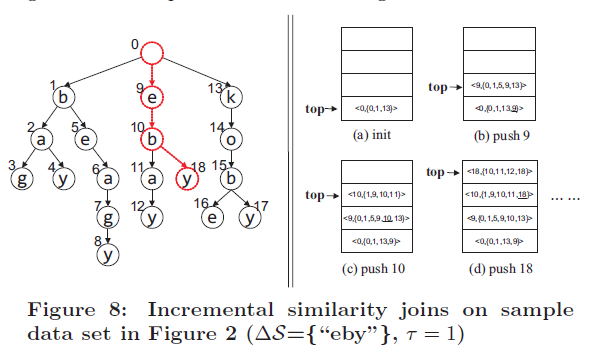 0
1 b 9 e 13 k
2 a 5 e 10 b 14 o
3 g 4 y 6 a 11 a 18 y 15 b
7 g 12 y 16 e 17 y
8 y
top <0,{0,1,13}>
(a) init
top <9,{0,1,5,9,13}>
<0,{0,1,13,9}>
(b) push 9
top <10,{1,9,10,11}>
<9,{0,1,5,9,10,13}>
<0,{0,1,13,9}>
(c) push 10
top <18,{10,11,12,18}>
<10,{1,9,10,11,18}>
<9,{0,1,5,9,10,13}>
<0,{0,1,13,9}>
(d) push 18
... ...
Figure 8: Incremental similarity joins on sample
data set in Figure 2 (ΔS={“eby”}, τ = 1)